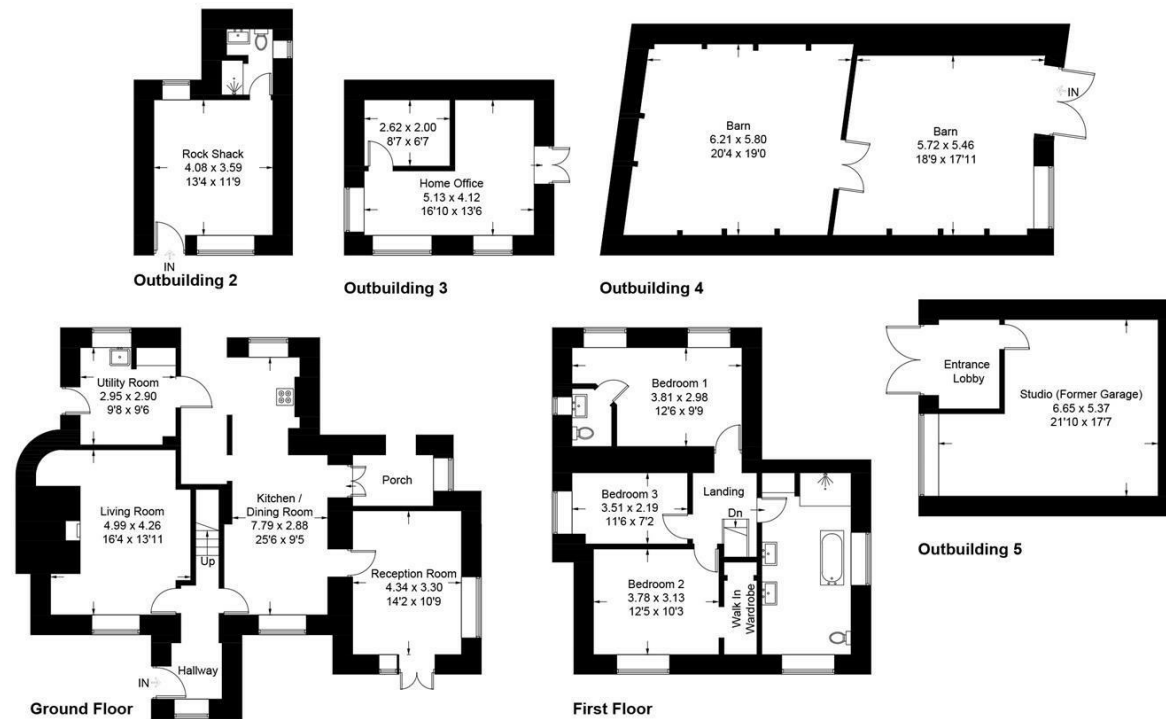 Rock Shack
4.08 x 3.59
13'4 x 11'9
IN
Outbuilding 2
2.62 x 2.00
8'7 x 6'7
Home Office
5.13 x 4.12
16'10 x 13'6
Outbuilding 3
Barn
6.21 x 5.80
20'4 x 19'0
Barn
5.72 x 5.46
18'9 x 17'11
IN
Outbuilding 4
Utility Room
2.95 x 2.90
9'8 x 9'6
Living Room
4.99 x 4.26
16'4 x 13'11
Up
Kitchen /
Dining Room
7.79 x 2.88
25'6 x 9'5
Porch
Reception Room
4.34 x 3.30
14'2 x 10'9
Hallway
IN
Ground Floor
Bedroom 1
3.81 x 2.98
12'6 x 9'9
Bedroom 3
3.51 x 2.19
11'6 x 7'2
Landing
Dn
Bedroom 2
3.78 x 3.13
12'5 x 10'3
Walk In
Wardrobe
First Floor
Entrance
Lobby
Studio (Former Garage)
6.65 x 5.37
21'10 x 17'7
Outbuilding 5